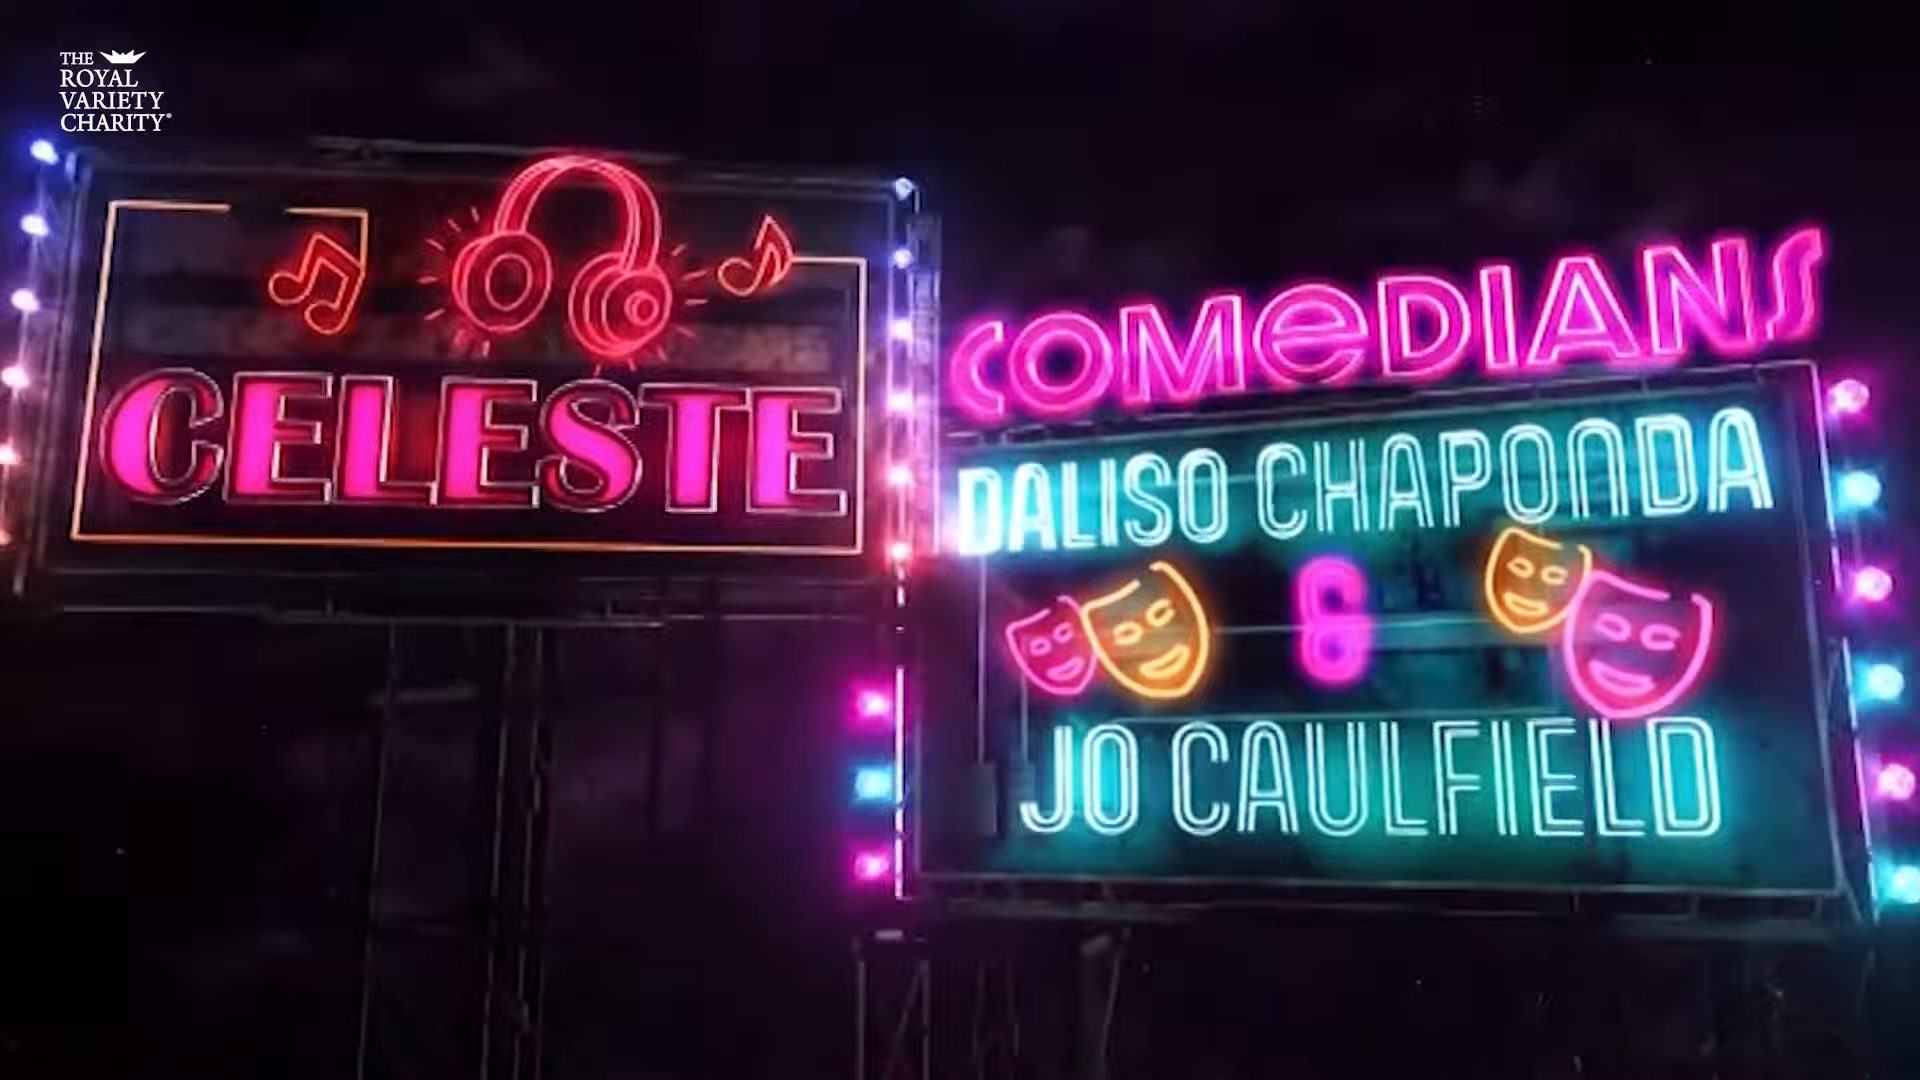 THE
ROYAL
VARIETY
CHARITY®
CELESTE
COMEDIANS
DALISO CHAPONDA
&
JO CAULFIELD